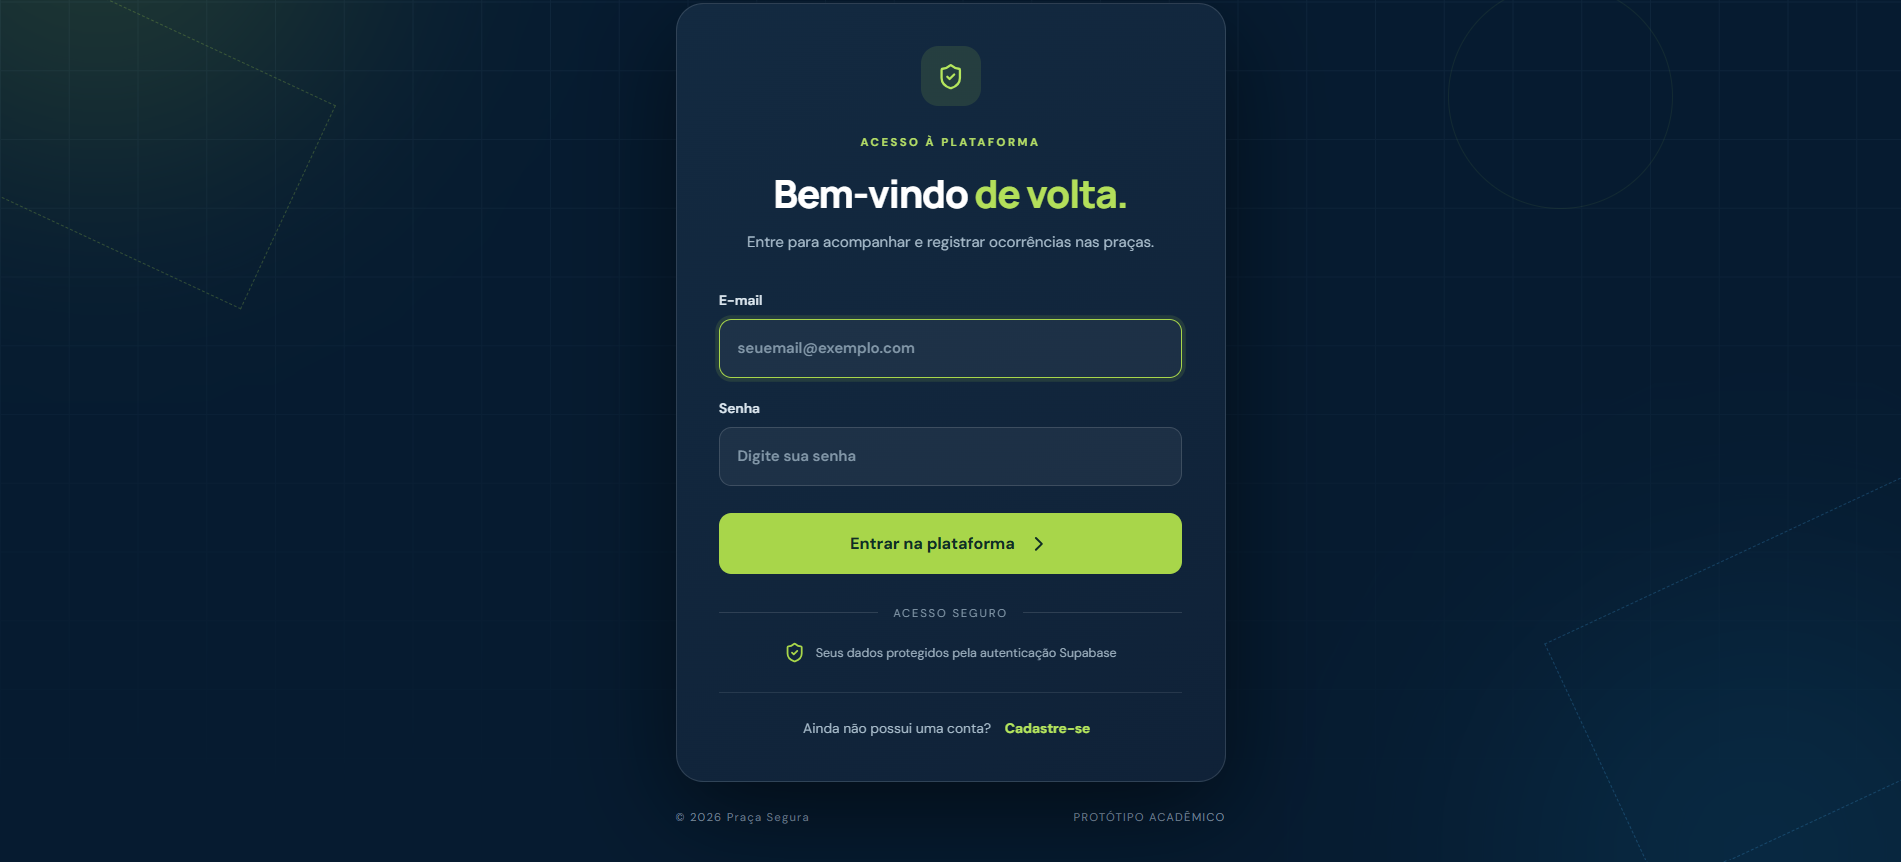 ACESSO À PLATAFORMA
Bem-vindo de volta.
Entre para acompanhar e registrar ocorrências nas praças.
E-mail
seuemail@exemplo.com
Senha
Digite sua senha
Entrar na plataforma
ACESSO SEGURO
Seus dados protegidos pela autenticação Supabase
Ainda não possui uma conta? Cadastre-se
© 2026 Praça Segura
PROTÓTIPO ACADÊMICO